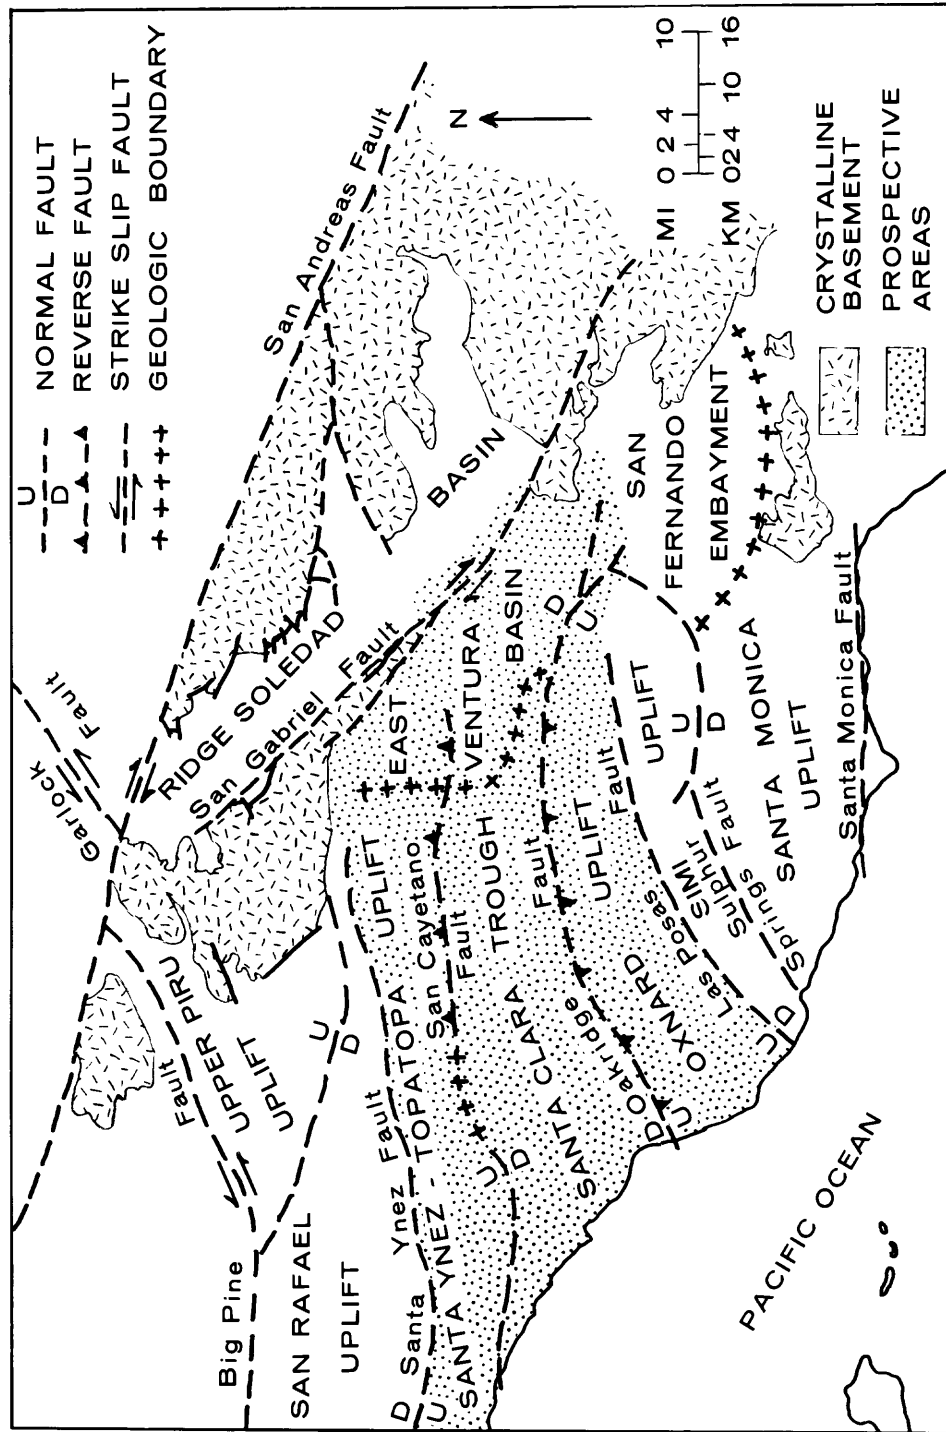 U
D
NORMAL FAULT
REVERSE FAULT
STRIKE SLIP FAULT
GEOLOGIC BOUNDARY
San Andreas Fault
N
0 2 4 10
MI
KM
0 2 4 10 16
CRYSTALLINE
BASEMENT
PROSPECTIVE
AREAS
Garlock Fault
RIDGE SOLEDAD
BASIN
San Gabriel Fault
Big Pine Fault
UPPER PIRU
UPLIFT
SAN RAFAEL
UPLIFT
U
D
D
U
Santa Ynez Fault
SANTA YNEZ - TOPATOPA UPLIFT
San Cayetano
Fault
U
D
EAST
VENTURA
BASIN
SANTA CLARA TROUGH
D
U
Oakridge Fault
D
U
OXNARD UPLIFT
Las Posas Fault
U
D
SIMI UPLIFT
Sulphur
Springs Fault
U
D
SAN
FERNANDO
EMBAYMENT
SANTA MONICA
UPLIFT
Santa Monica Fault
PACIFIC OCEAN